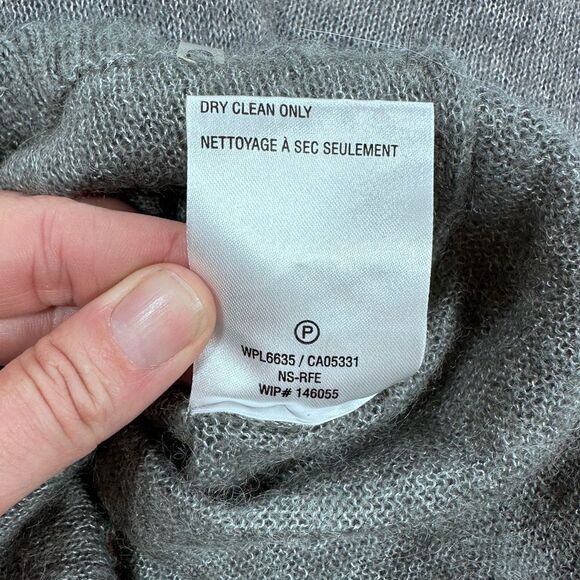 DRY CLEAN ONLY
NETTOYAGE À SEC SEULEMENT
P
WPL6635 / CA05331
NS-RFE
WIP# 146055